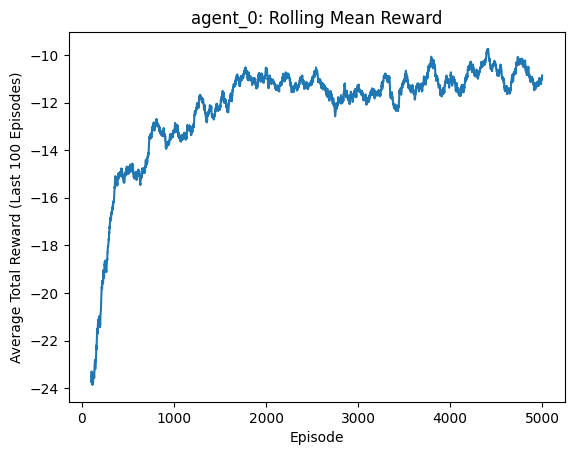 agent_0: Rolling Mean Reward
Average Total Reward (Last 100 Episodes)
−10
−12
−14
−16
−18
−20
−22
−24
0 1000 2000 3000 4000 5000
Episode